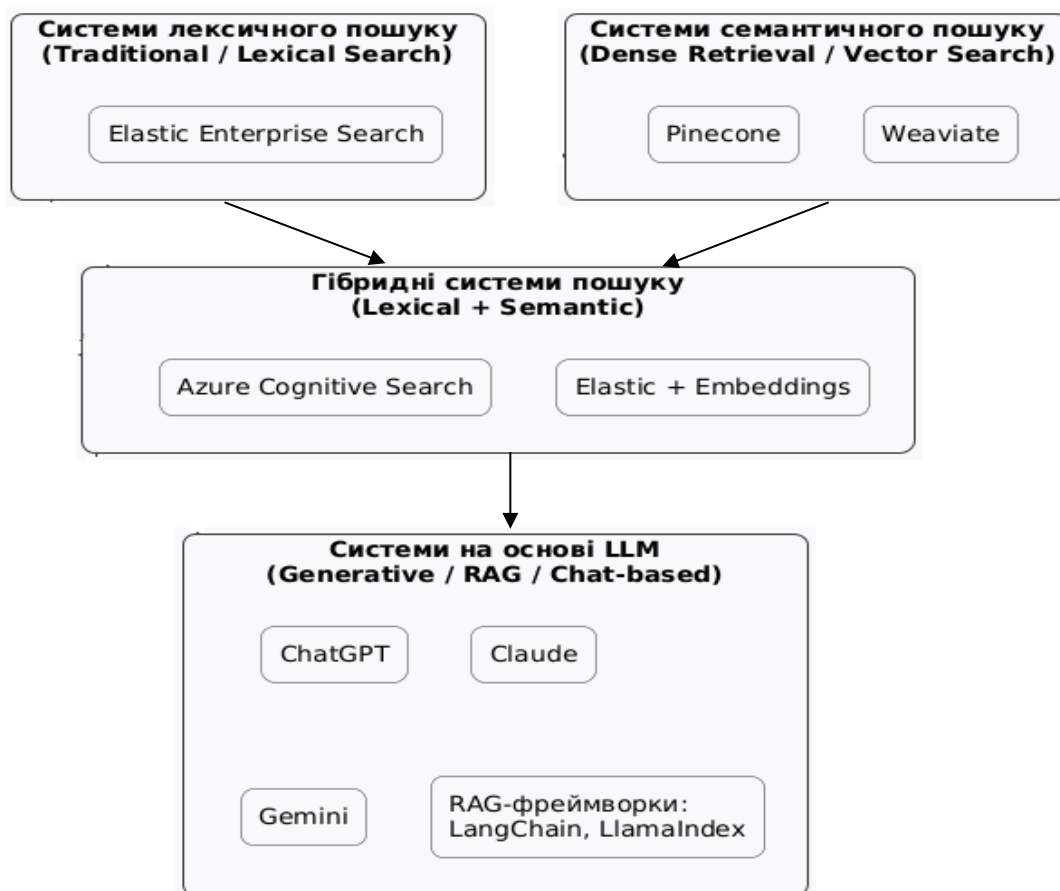 Системи лексичного пошуку
(Traditional / Lexical Search)
Elastic Enterprise Search
Системи семантичного пошуку
(Dense Retrieval / Vector Search)
Pinecone
Weaviate
Гібридні системи пошуку
(Lexical + Semantic)
Azure Cognitive Search
Elastic + Embeddings
Системи на основі LLM
(Generative / RAG / Chat-based)
ChatGPT
Claude
Gemini
RAG-фреймворки:
LangChain, LlamaIndex